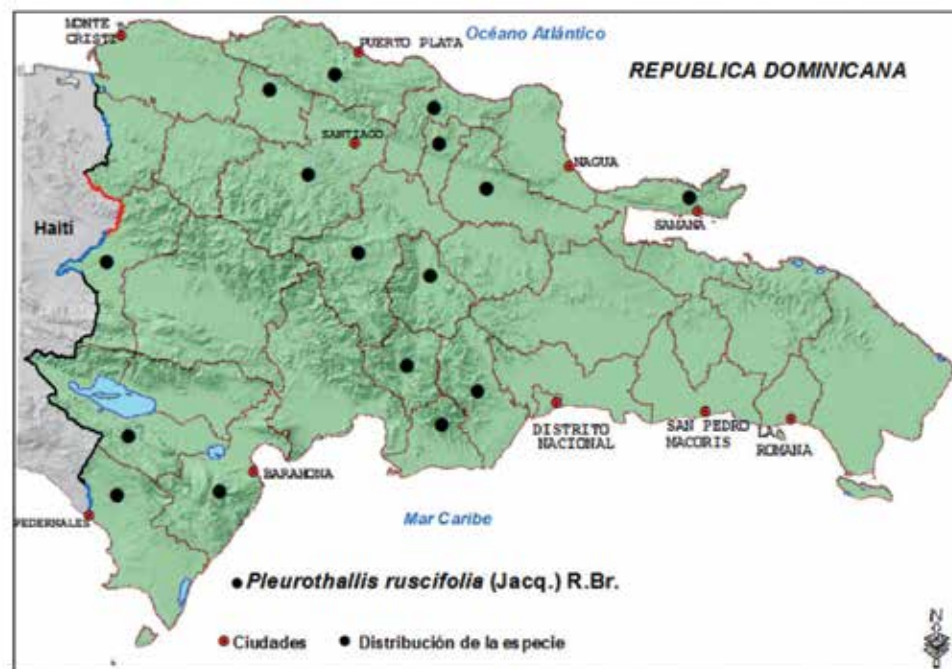 MONTE
CRISTI
PUERTO PLATA
Océano Atlántico
REPUBLICA DOMINICANA
SANTIAGO
NAGUA
SAMANA
Haití
DISTRITO
NACIONAL
SAN PEDRO
MACORIS
LA
ROMANA
BARAHONA
PEDERNALES
Mar Caribe
Pleurothallis ruscifolia (Jacq.) R.Br.
Ciudades
Distribución de la especie